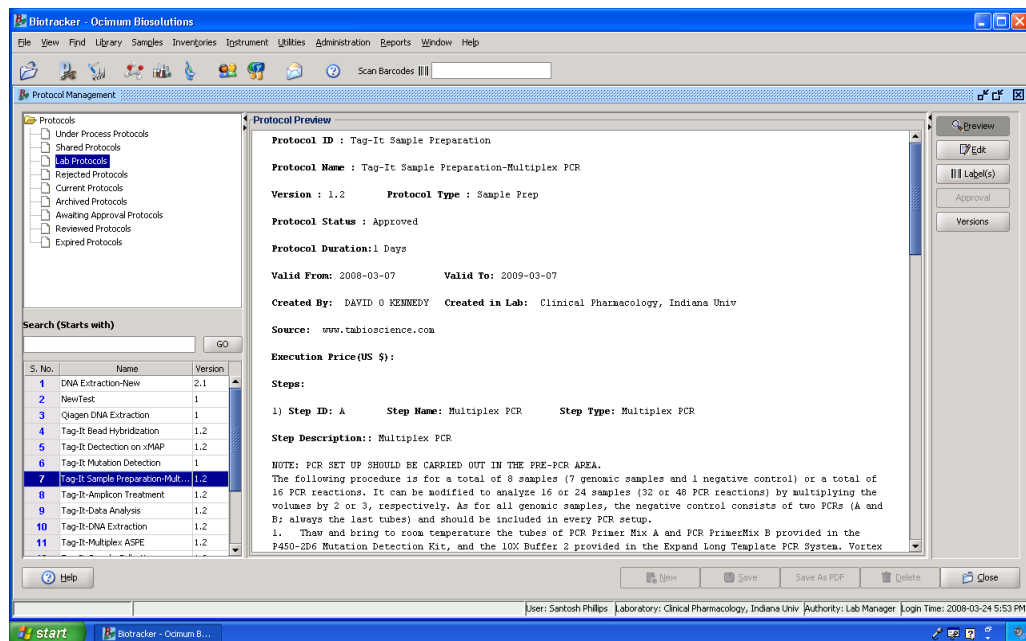 Biotracker - Ocimum Biosolutions
File View Find Library Samples Inventories Instrument Utilities Administration Reports Window Help
Scan Barcodes
Protocol Management
Protocols
Under Process Protocols
Shared Protocols
Lab Protocols
Rejected Protocols
Current Protocols
Archived Protocols
Awaiting Approval Protocols
Reviewed Protocols
Expired Protocols
Search (Starts with)
GO
S. No. Name Version
1 DNA Extraction-New 2.1
2 NewTest 1
3 Qiagen DNA Extraction 1
4 Tag-It Bead Hybridization 1.2
5 Tag-It Dectection on xMAP 1.2
6 Tag-It Mutation Detection 1
7 Tag-It Sample Preparation-Mult... 1.2
8 Tag-It-Amplicon Treatment 1.2
9 Tag-It-Data Analysis 1.2
10 Tag-It-DNA Extraction 1.2
11 Tag-It-Multiplex ASPE 1.2
Protocol Preview
Protocol ID : Tag-It Sample Preparation
Protocol Name : Tag-It Sample Preparation-Multiplex PCR
Version : 1.2 Protocol Type : Sample Prep
Protocol Status : Approved
Protocol Duration:1 Days
Valid From: 2008-03-07 Valid To: 2009-03-07
Created By: DAVID O KENNEDY Created in Lab: Clinical Pharmacology, Indiana Univ
Source: www.tmbioscience.com
Execution Price(US $):
Steps:
1) Step ID: A Step Name: Multiplex PCR Step Type: Multiplex PCR
Step Description:: Multiplex PCR
NOTE: PCR SET UP SHOULD BE CARRIED OUT IN THE PRE-PCR AREA.
The following procedure is for a total of 8 samples (7 genomic samples and 1 negative control) or a total of
16 PCR reactions. It can be modified to analyze 16 or 24 samples (32 or 48 PCR reactions) by multiplying the
volumes by 2 or 3, respectively. As for all genomic samples, the negative control consists of two PCRs (A and
B; always the last tubes) and should be included in every PCR setup.
1. Thaw and bring to room temperature the tubes of PCR Primer Mix A and PCR PrimerMix B provided in the
P450-2D6 Mutation Detection Kit, and the 10X Buffer 2 provided in the Expand Long Template PCR System. Vortex
Preview
Edit
Label(s)
Approval
Versions
Help
New Save Save As PDF Delete Close
User: Santosh Phillips Laboratory: Clinical Pharmacology, Indiana Univ Authority: Lab Manager Login Time: 2008-03-24 5:53 PM
start
Biotracker - Ocimum B...